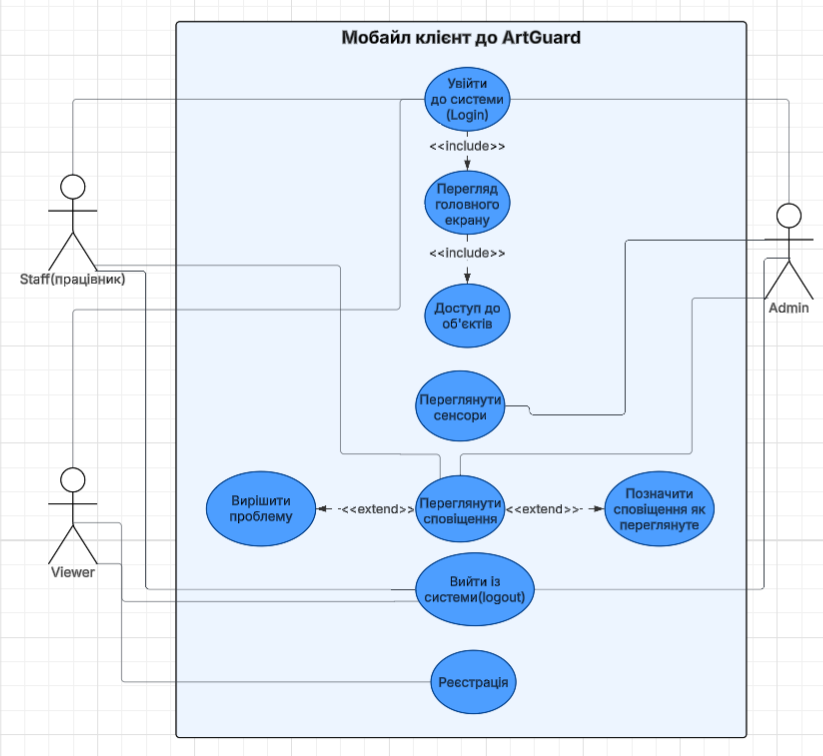 Мобайл клієнт до ArtGuard
Увійти
до системи
(Login)
<<include>>
Перегляд
головного
екрану
<<include>>
Staff(працівник)
Admin
Доступ до
об'єктів
Переглянути
сенсори
Вирішити
проблему
<<extend>>
Переглянути
сповіщення
<<extend>>
Позначити
сповіщення як
переглянуте
Viewer
Вийти із
системи(logout)
Реєстрація